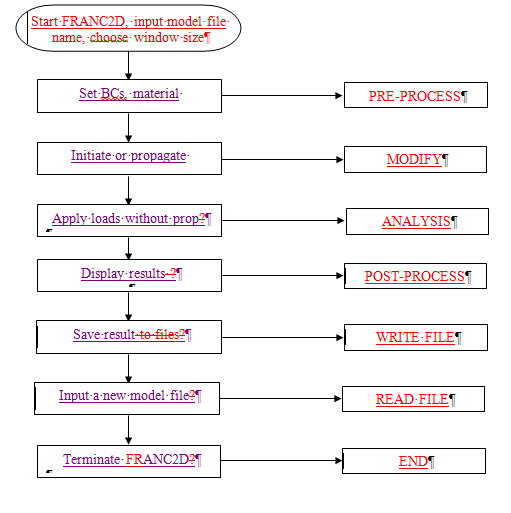 Start FRANC2D, input model file
name, choose window size¶
Set BCs, material
PRE-PROCESS¶
Initiate or propagate
MODIFY¶
Apply loads without prop?¶
ANALYSIS¶
Display results ?¶
POST-PROCESS¶
Save result to files?¶
WRITE FILE¶
Input a new model file?¶
READ FILE¶
Terminate FRANC2D?¶
END¶